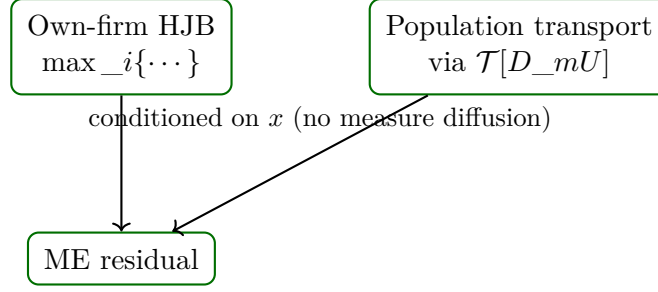 Own-firm HJB
max _i{⋯}
Population transport
via 𝒯[D_mU]
conditioned on x (no measure diffusion)
ME residual